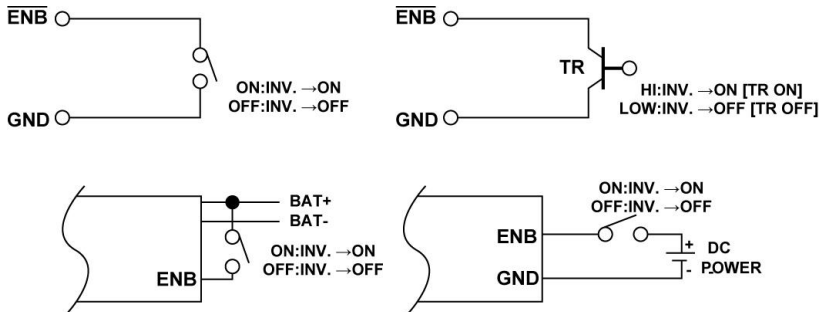 ENB
GND
ON:INV. →ON
OFF:INV. →OFF
ENB
TR
GND
HI:INV. →ON [TR ON]
LOW:INV. →OFF [TR OFF]
BAT+
BAT-
ON:INV. →ON
OFF:INV. →OFF
ENB
ON:INV. →ON
OFF:INV. →OFF
ENB
GND
+ DC
- POWER